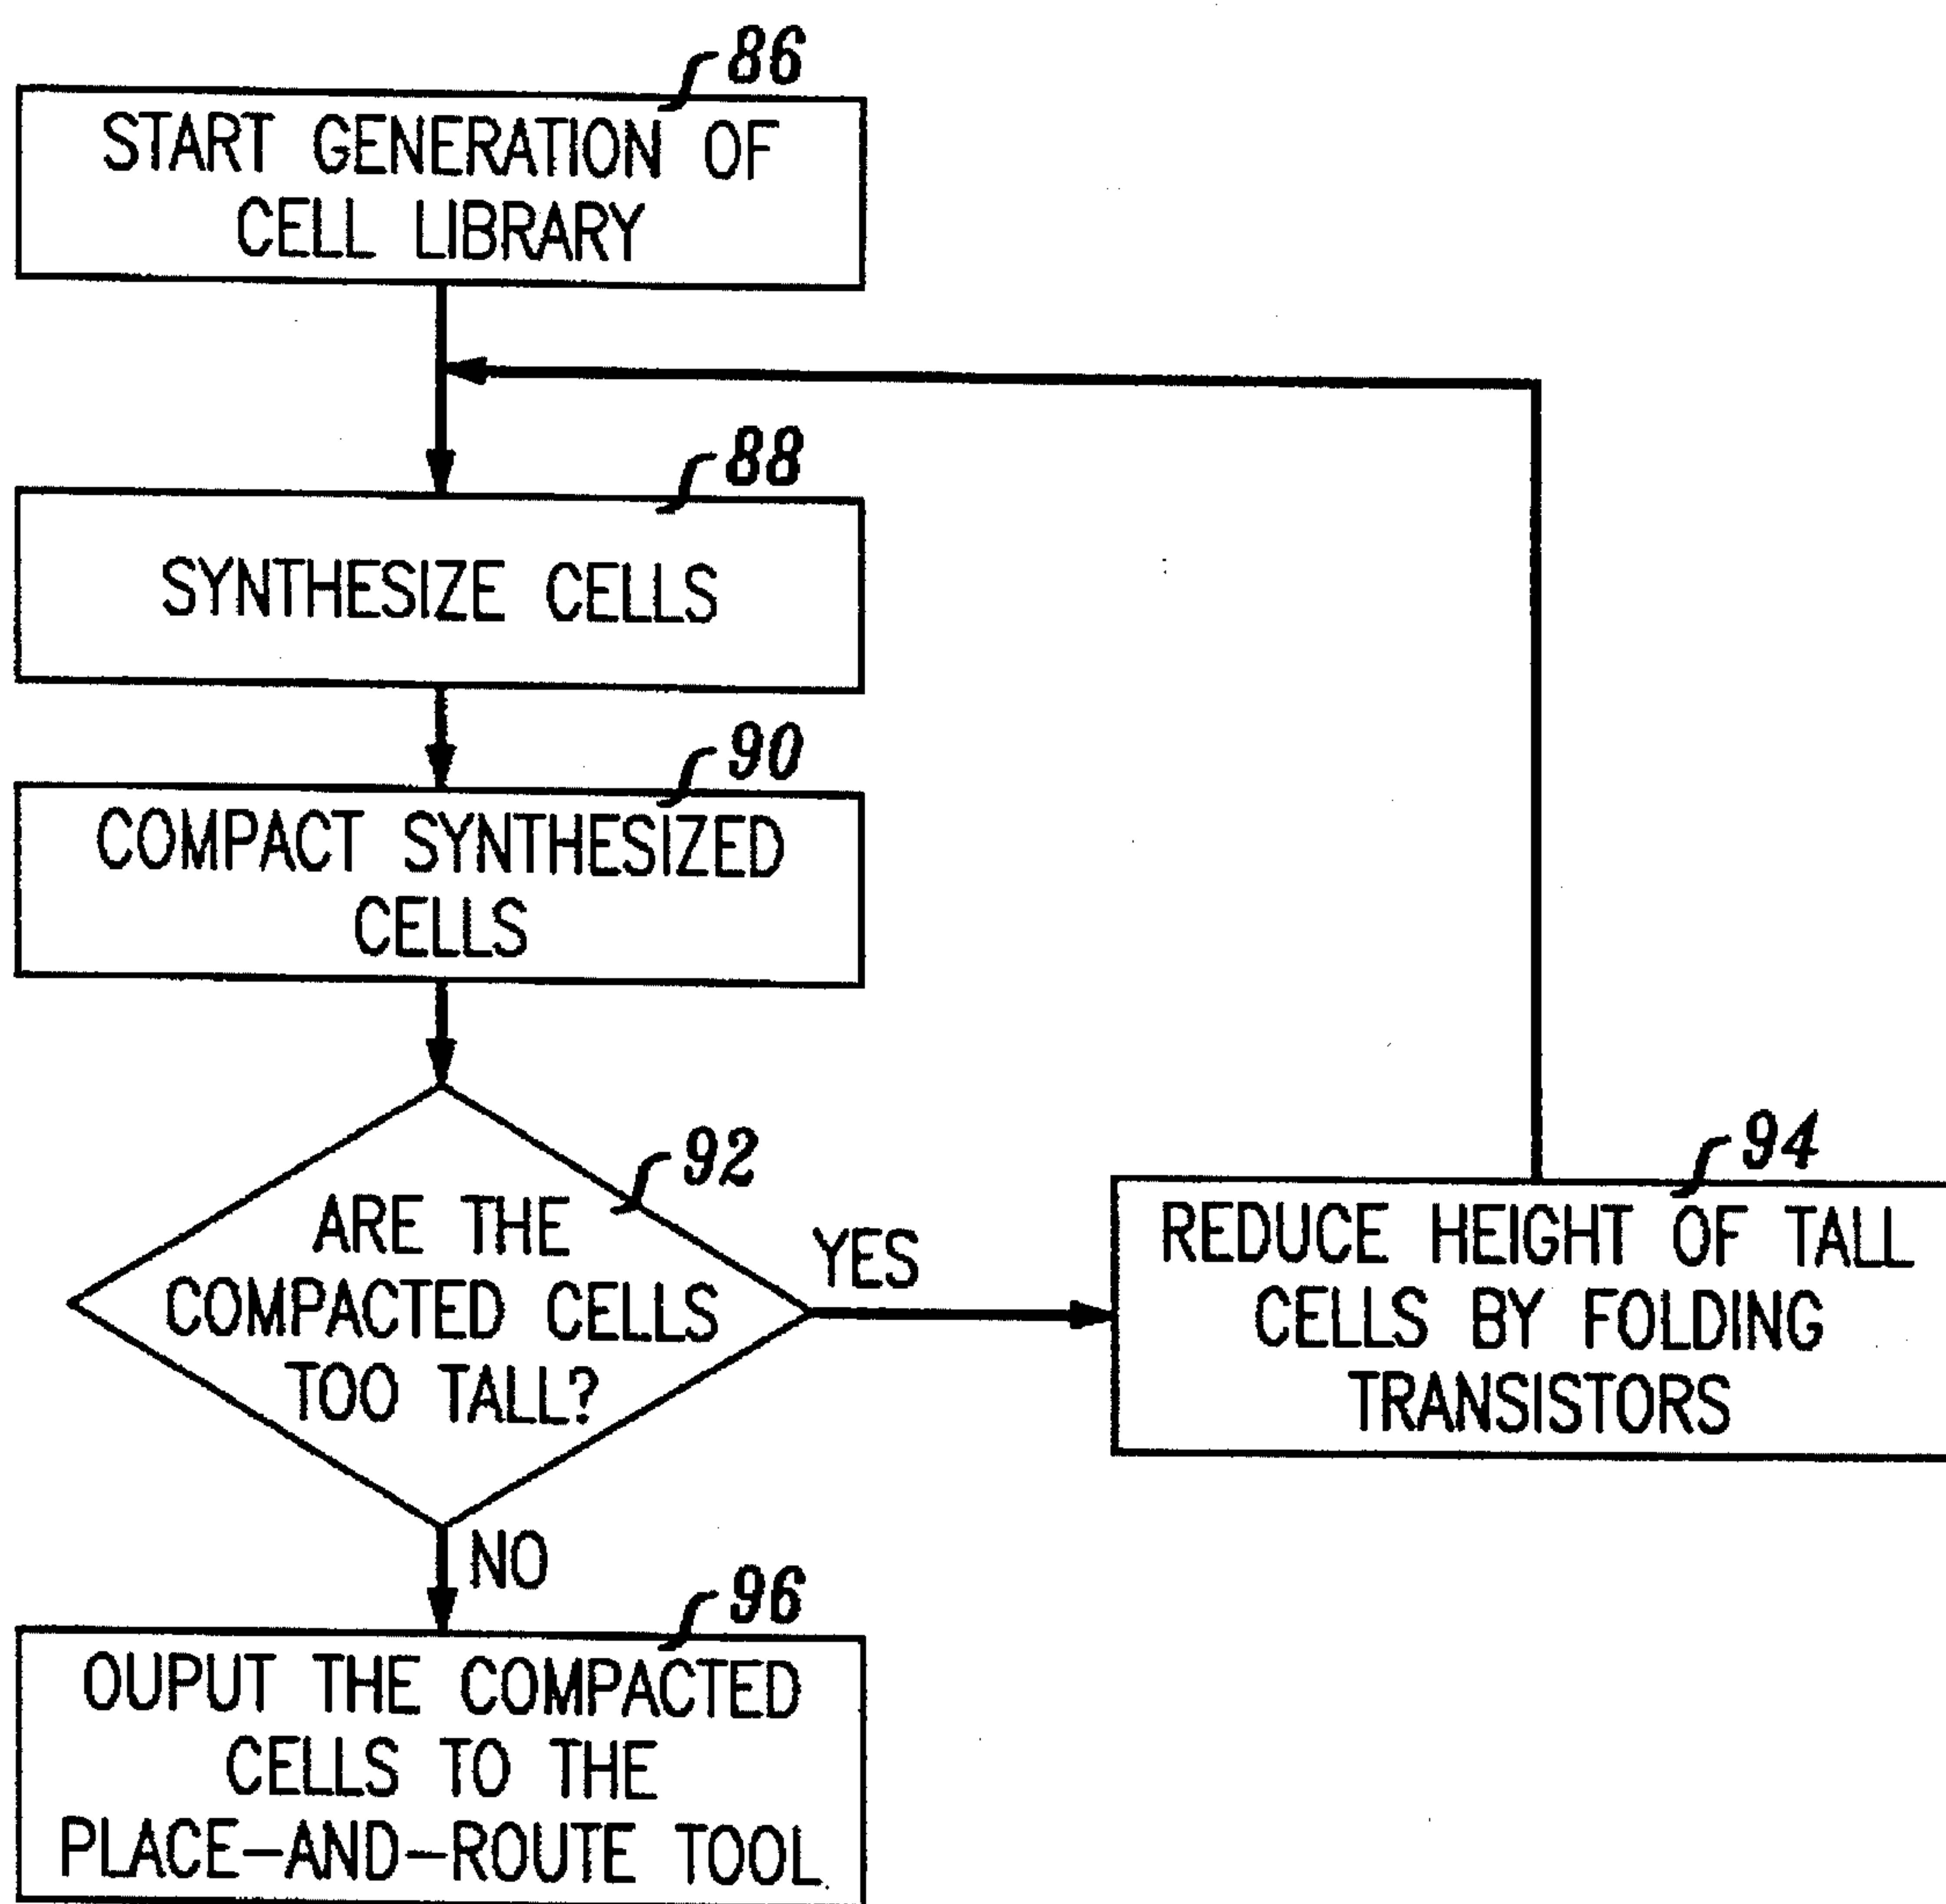 86
START GENERATION OF
CELL LIBRARY
88
SYNTHESIZE CELLS
90
COMPACT SYNTHESIZED
CELLS
92
ARE THE
COMPACTED CELLS
TOO TALL?
YES
94
REDUCE HEIGHT OF TALL
CELLS BY FOLDING
TRANSISTORS
NO
96
OUPUT THE COMPACTED
CELLS TO THE
PLACE-AND-ROUTE TOOL.